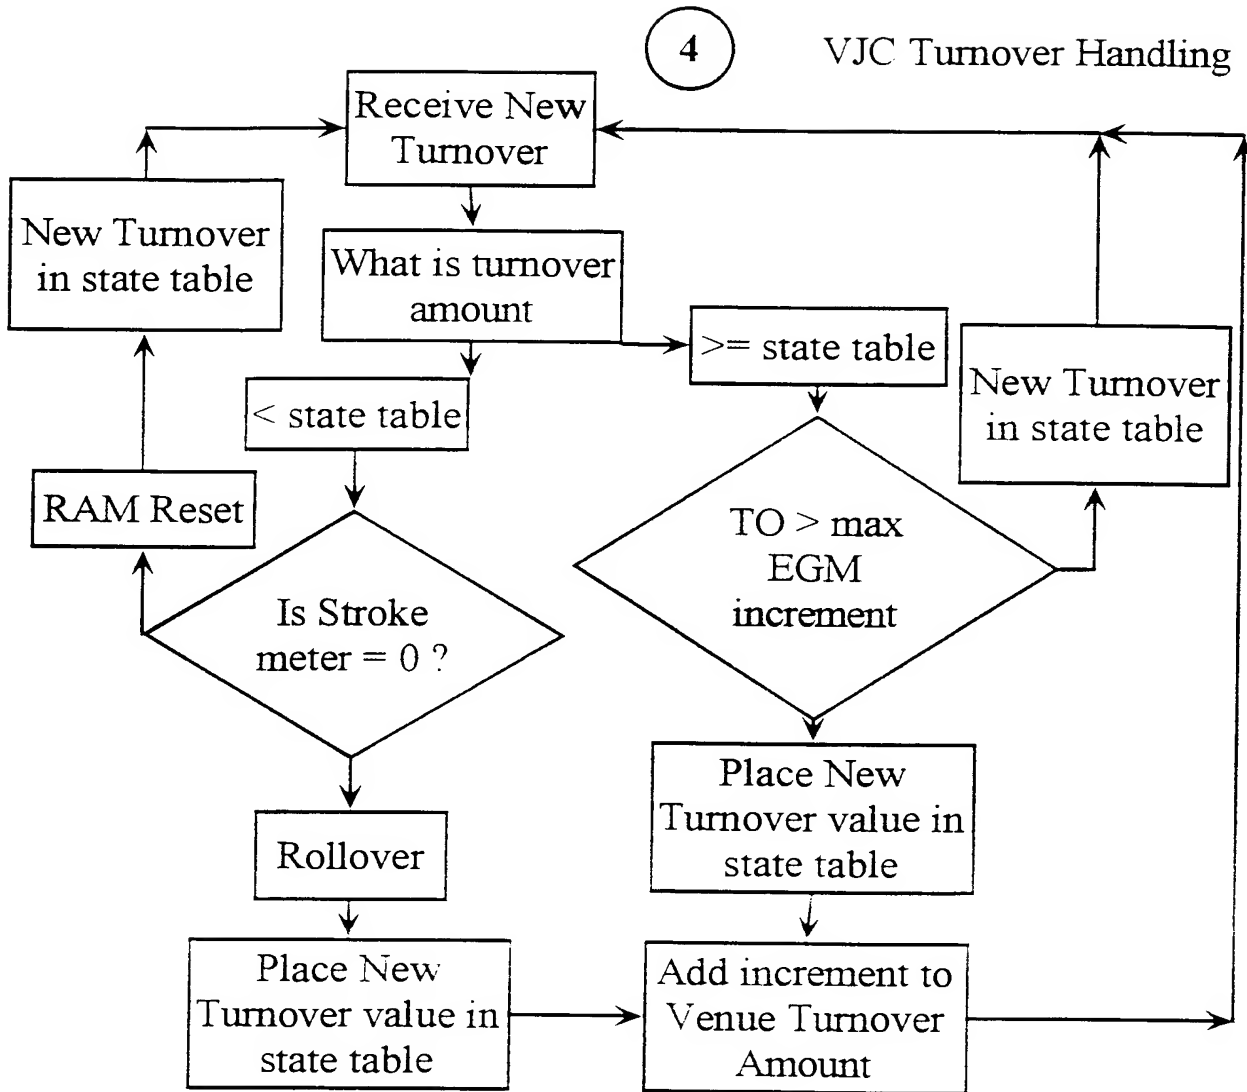 4
VJC Turnover Handling
Receive New
Turnover
New Turnover
in state table
What is turnover
amount
>= state table
< state table
New Turnover
in state table
RAM Reset
TO > max
EGM
increment
Is Stroke
meter = 0 ?
Place New
Turnover value in
state table
Rollover
Place New
Turnover value in
state table
Add increment to
Venue Turnover
Amount